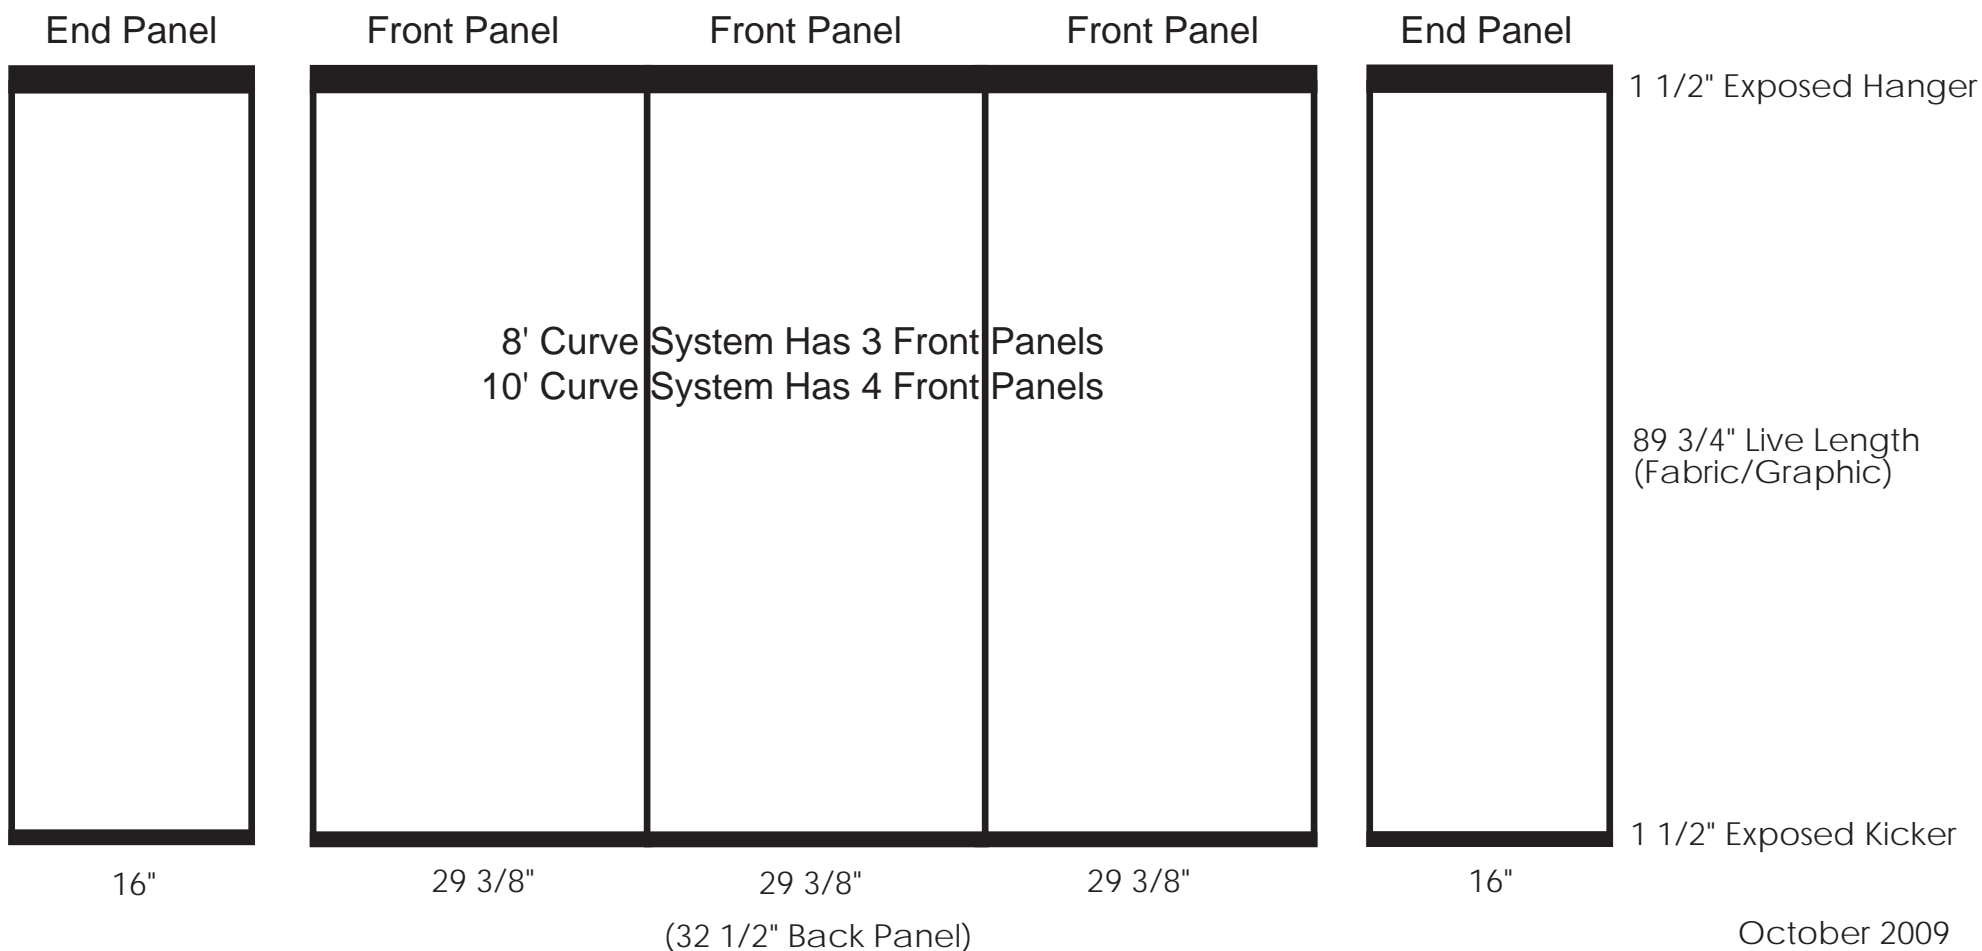 End Panel
Front Panel
Front Panel
Front Panel
End Panel
1 1/2" Exposed Hanger
8' Curve System Has 3 Front Panels
10' Curve System Has 4 Front Panels
89 3/4" Live Length
(Fabric/Graphic)
1 1/2" Exposed Kicker
16"
29 3/8"
29 3/8"
29 3/8"
16"
(32 1/2" Back Panel)
October 2009